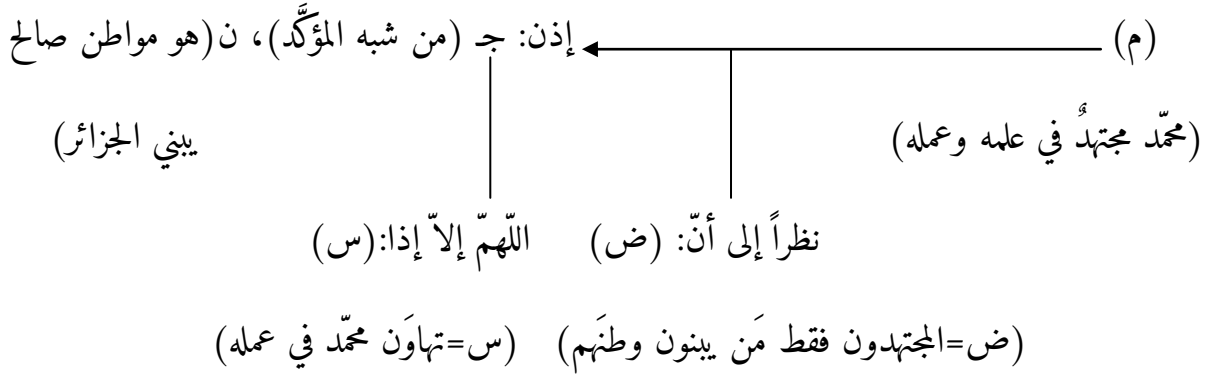 (م) إذن: جـ (من شبه المؤكَّد)، ن(هو مواطن صالح
(محمّد مجتهدٌ في علمه وعمله) يبني الجزائر)
نظراً إلى أنّ: (ض) اللّهمّ إلاّ إذا:(س)
(ض=المجتهدون فقط مَن يبنون وطنَهم) (س=تهاوَن محمّد في عمله)